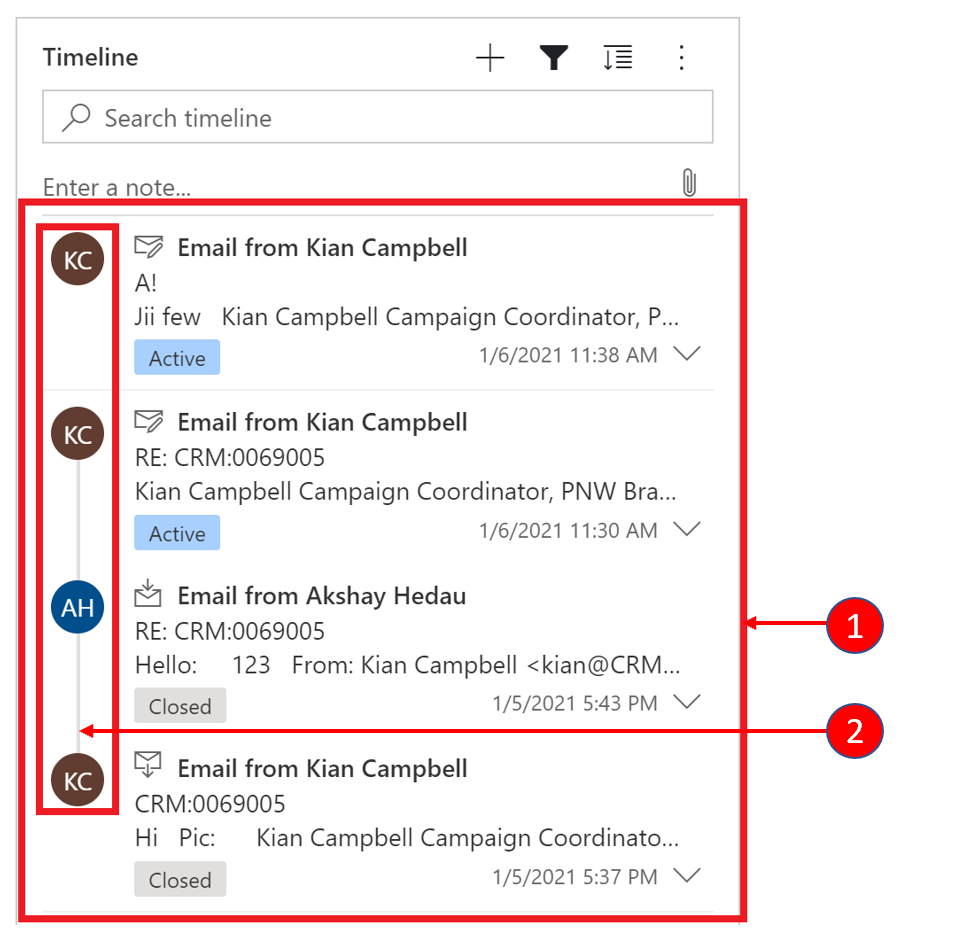 Timeline
Search timeline
Enter a note...
KC
Email from Kian Campbell
A!
Jii few Kian Campbell Campaign Coordinator, P...
Active 1/6/2021 11:38 AM
KC
Email from Kian Campbell
RE: CRM:0069005
Kian Campbell Campaign Coordinator, PNW Bra...
Active 1/6/2021 11:30 AM
AH
Email from Akshay Hedau
RE: CRM:0069005
1
Hello: 123 From: Kian Campbell <kian@CRM...
Closed 1/5/2021 5:43 PM
2
KC
Email from Kian Campbell
CRM:0069005
Hi Pic: Kian Campbell Campaign Coordinato...
Closed 1/5/2021 5:37 PM